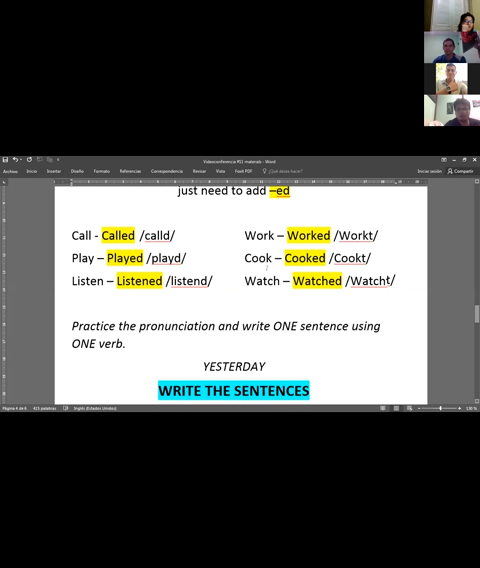 Videoconferencia #11 materials - Word
Archivo Inicio Insertar Diseño Formato Referencias Correspondencia Revisar Vista Foxit PDF ¿Qué desea hacer? Iniciar sesión Compartir
just need to add –ed
Call - Called /calld/
Play – Played /playd/
Listen – Listened /listend/
Work – Worked /Workt/
Cook – Cooked /Cookt/
Watch – Watched /Watcht/
Practice the pronunciation and write ONE sentence using
ONE verb.
YESTERDAY
WRITE THE SENTENCES
Página 4 de 6 415 palabras Inglés (Estados Unidos) 150 %